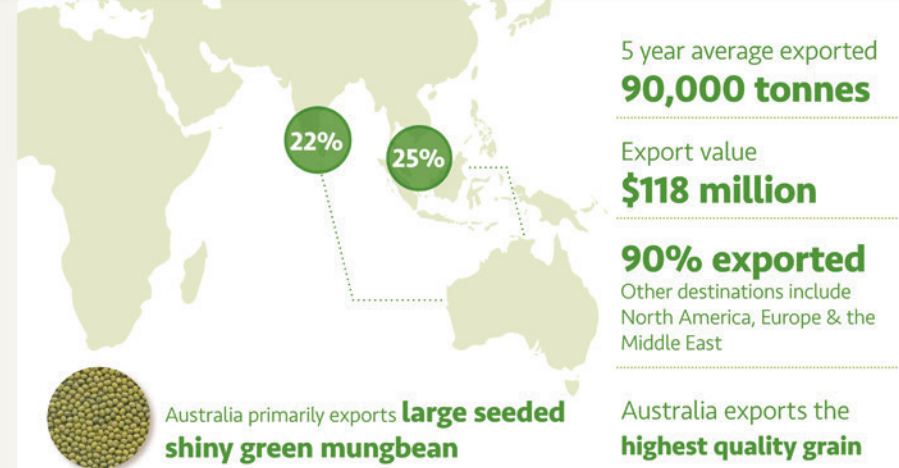 22%
25%
5 year average exported
90,000 tonnes
Export value
$118 million
90% exported
Other destinations include
North America, Europe & the
Middle East
Australia primarily exports large seeded
shiny green mungbean
Australia exports the
highest quality grain